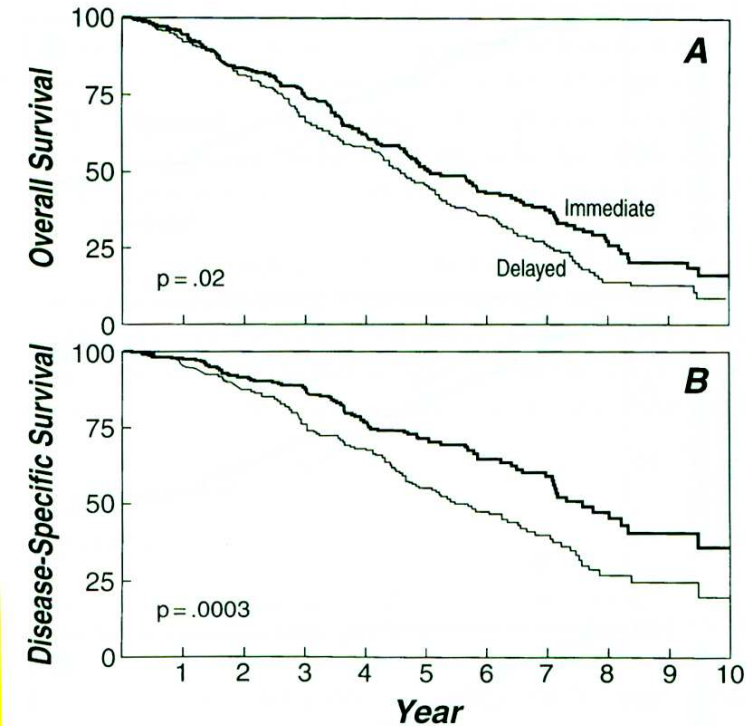 100
A
75
Overall Survival
50
Immediate
25
Delayed
p = .02
0
100
B
75
Disease-Specific Survival
50
25
p = .0003
0
1 2 3 4 5 6 7 8 9 10
Year